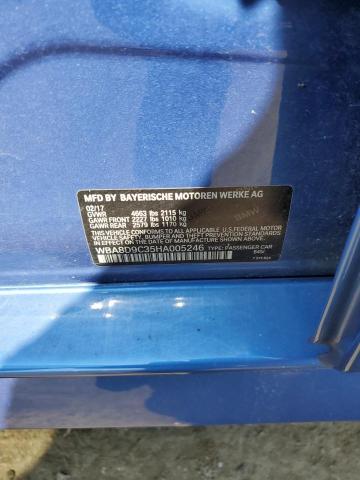 MFD BY BAYERISCHE MOTOREN WERKE AG
02/17
GVWR 4663 lbs 2115 kg
GAWR FRONT 2227 lbs 1010 kg
GAWR REAR 2579 lbs 1170 kg
THIS VEHICLE CONFORMS TO ALL APPLICABLE U.S. FEDERAL MOTOR VEHICLE
SAFETY, BUMPER, AND THEFT PREVENTION STANDARDS IN EFFECT ON THE DATE OF
MANUFACTURE SHOWN ABOVE.
WBA8D9C35HA005246 TYPE: PASSENGER CAR
BMW